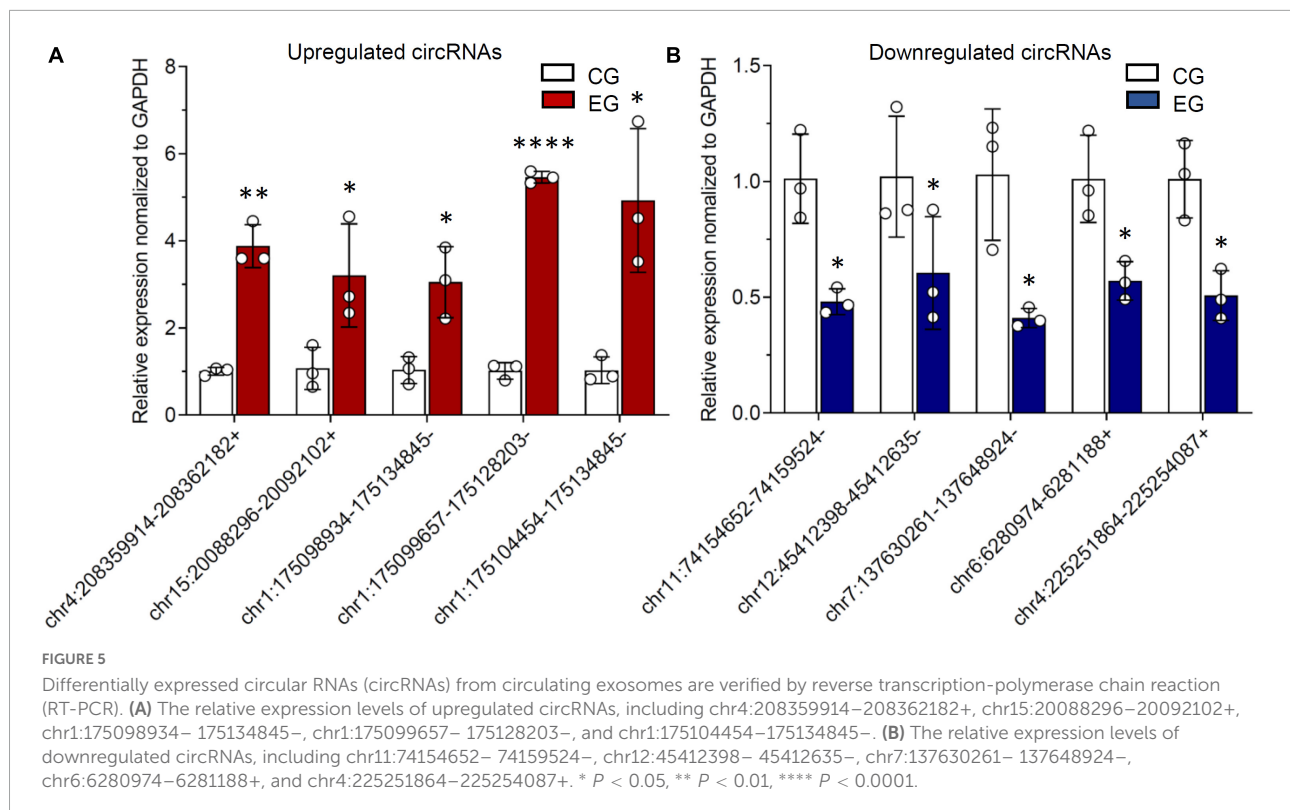 A
Upregulated circRNAs
CG
EG
Relative expression nomalized to GAPDH
8
6
4
2
0
**
*
*
****
*
chr4:208359914-208362182+
chr15:20088296-20092102+
chr1:175098934-175134845-
chr1:175099657-175128203-
chr1:175104454-175134845-
B
Downregulated circRNAs
CG
EG
Relative expression nomalized to GAPDH
1.5
1.0
0.5
0.0
*
*
*
*
*
chr11:74154652-74159524-
chr12:45412398-45412635-
chr7:137630261-137648924-
chr6:6280974-6281188+
chr4:225251864-225254087+
FIGURE 5
Differentially expressed circular RNAs (circRNAs) from circulating exosomes are verified by reverse transcription-polymerase chain reaction
(RT-PCR). (A) The relative expression levels of upregulated circRNAs, including chr4:208359914–208362182+, chr15:20088296–20092102+,
chr1:175098934– 175134845–, chr1:175099657– 175128203–, and chr1:175104454–175134845–. (B) The relative expression levels of
downregulated circRNAs, including chr11:74154652– 74159524–, chr12:45412398– 45412635–, chr7:137630261– 137648924–,
chr6:6280974–6281188+, and chr4:225251864–225254087+. * P < 0.05, ** P < 0.01, **** P < 0.0001.